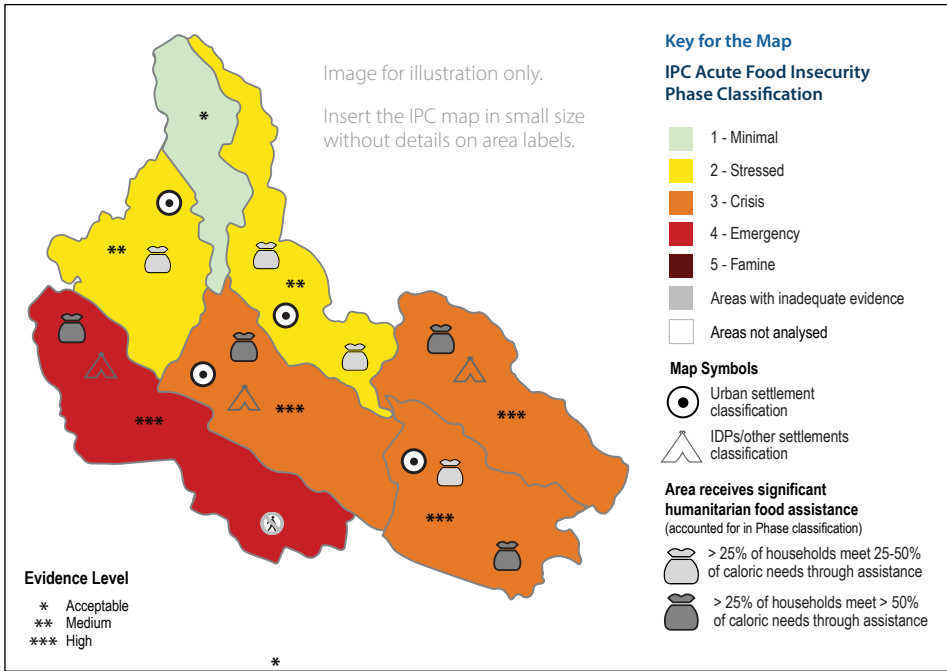 Image for illustration only.
Insert the IPC map in small size
without details on area labels.
*
**
**
***
***
***
***
Key for the Map
IPC Acute Food Insecurity
Phase Classification
1 - Minimal
2 - Stressed
3 - Crisis
4 - Emergency
5 - Famine
Areas with inadequate evidence
Areas not analysed
Map Symbols
Urban settlement
classification
IDPs/other settlements
classification
Area receives significant
humanitarian food assistance
(accounted for in Phase classification)
> 25% of households meet 25-50%
of caloric needs through assistance
> 25% of households meet > 50%
of caloric needs through assistance
Evidence Level
* Acceptable
** Medium
*** High
*